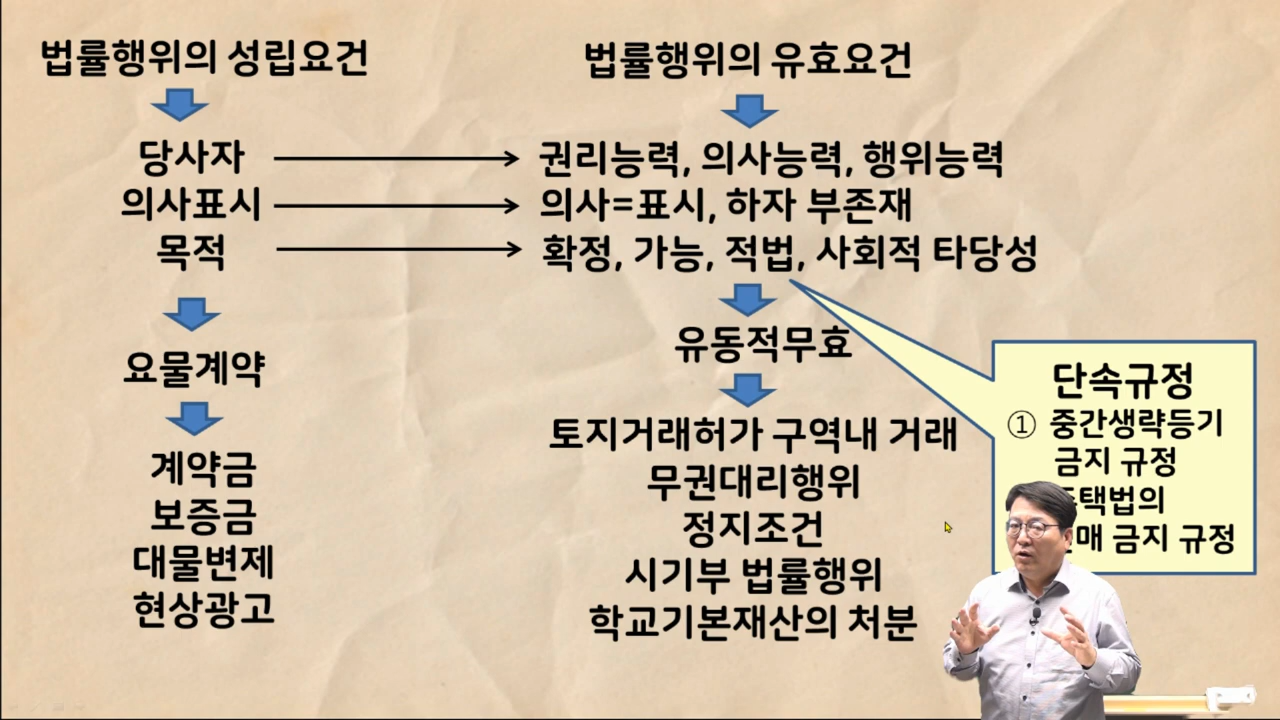 법률행위의 성립요건
당사자
의사표시
목적
요물계약
계약금
보증금
대물변제
현상광고
법률행위의 유효요건
권리능력, 의사능력, 행위능력
의사=표시, 하자 부존재
확정, 가능, 적법, 사회적 타당성
유동적무효
토지거래허가 구역내 거래
무권대리행위
정지조건
시기부 법률행위
학교기본재산의 처분
단속규정
① 중간생략등기
금지 규정
금지 규정